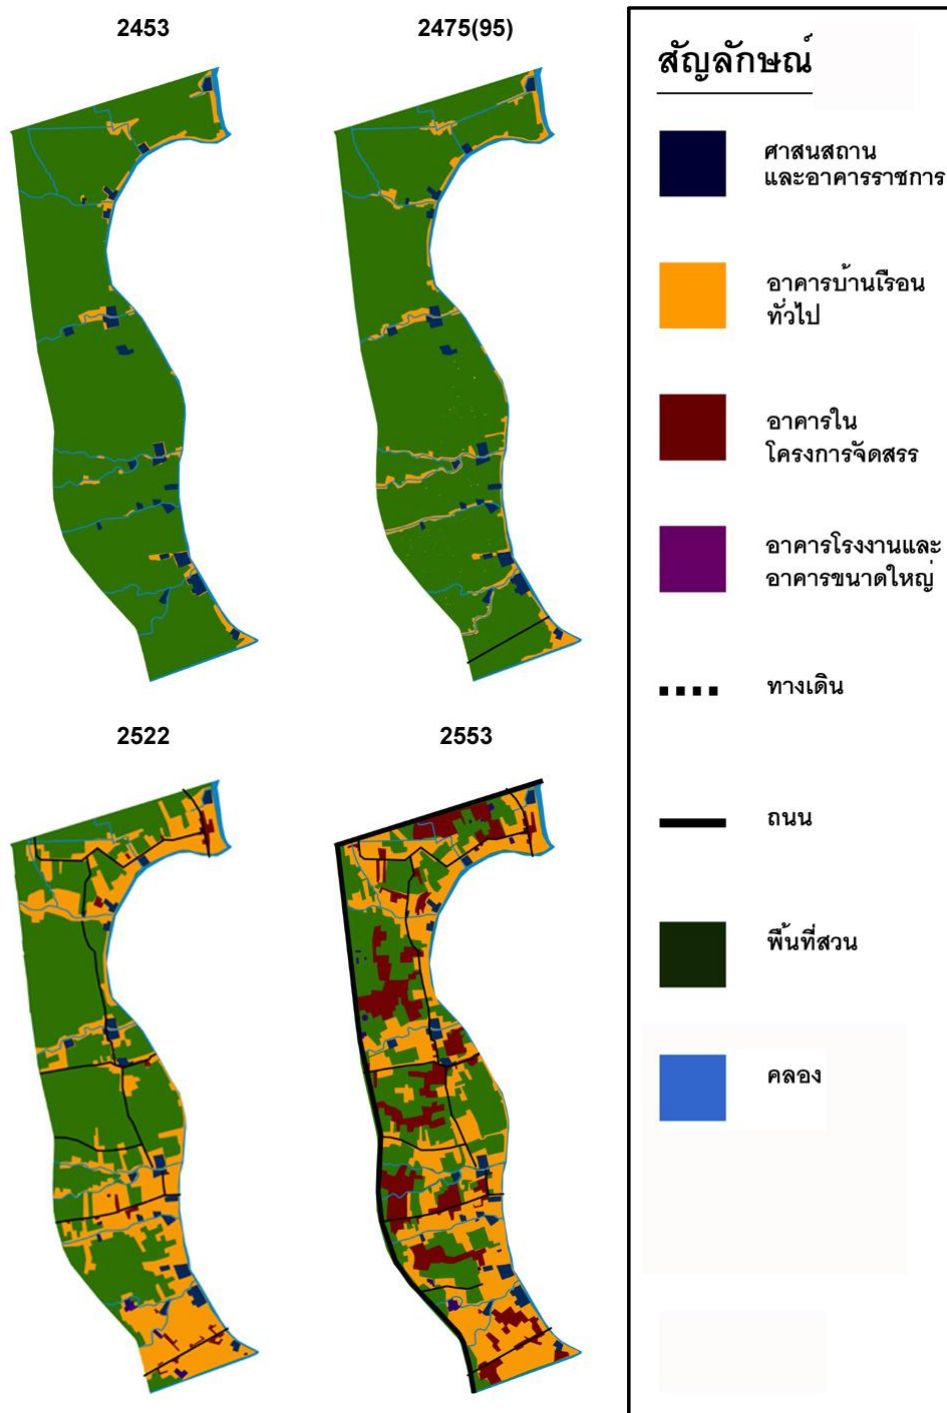 2453
2475(95)
2522
2553
สัญลักษณ์
ศาสนสถาน
และอาคารราชการ
อาคารบ้านเรือน
ทั่วไป
อาคารใน
โครงการจัดสรร
อาคารโรงงานและ
อาคารขนาดใหญ่
ทางเดิน
ถนน
พื้นที่สวน
คลอง